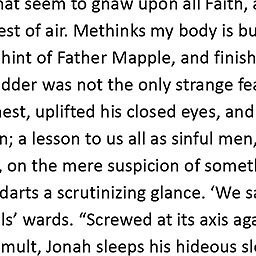 hat seem to gnaw upon all Faith, a
est of air. Methinks my body is bu
hint of Father Mapple, and finish
dder was not the only strange fea
nest, uplifted his closed eyes, and
n; a lesson to us all as sinful men,
, on the mere suspicion of someth
darts a scrutinizing glance. ‘We sa
ls’ wards. “Screwed at its axis aga
mult, Jonah sleeps his hideous sle